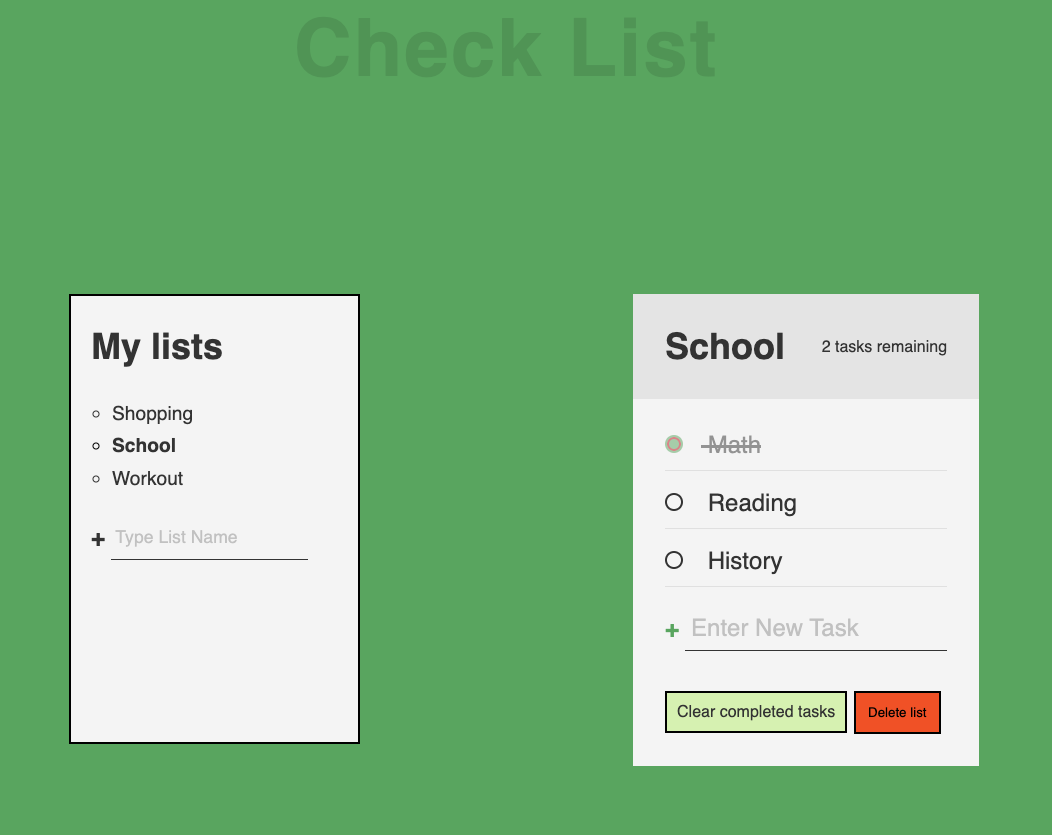 Check List
My lists
Shopping
School
Workout
+ Type List Name
School
2 tasks remaining
Math
Reading
History
+ Enter New Task
Clear completed tasks
Delete list